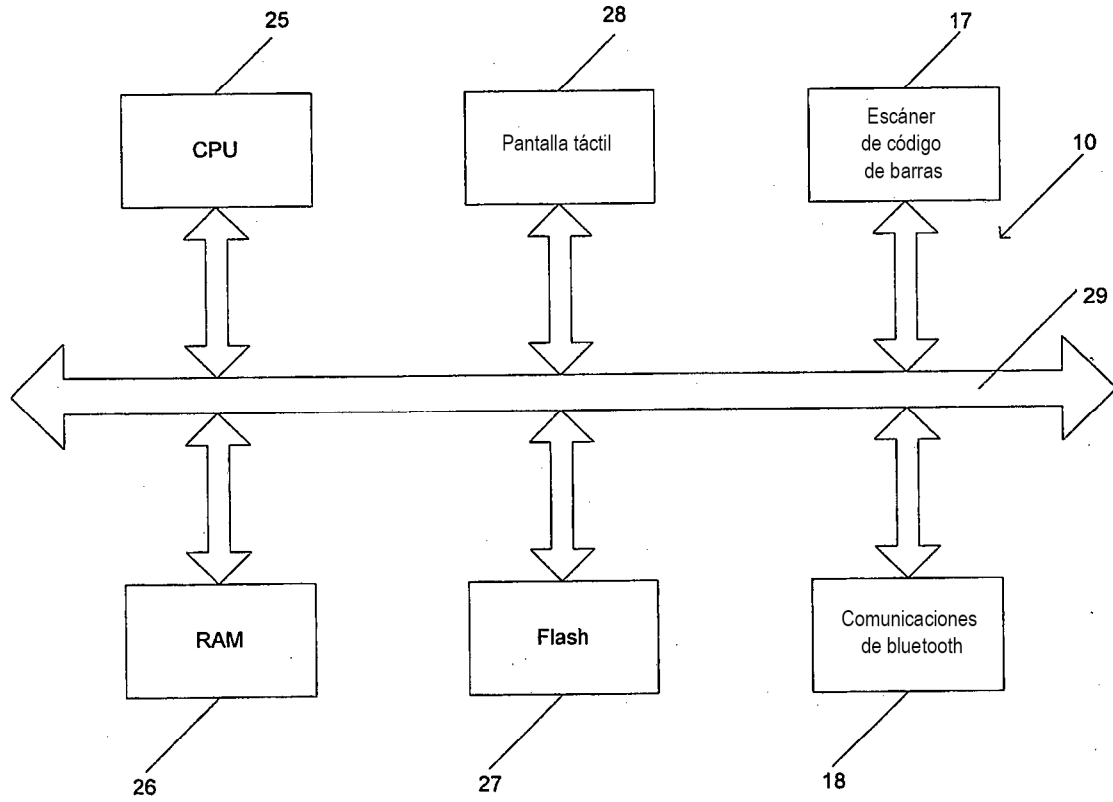 25
28
17
CPU
Pantalla táctil
Escáner
de código
de barras
10
29
RAM
Flash
Comunicaciones
de bluetooth
26
27
18